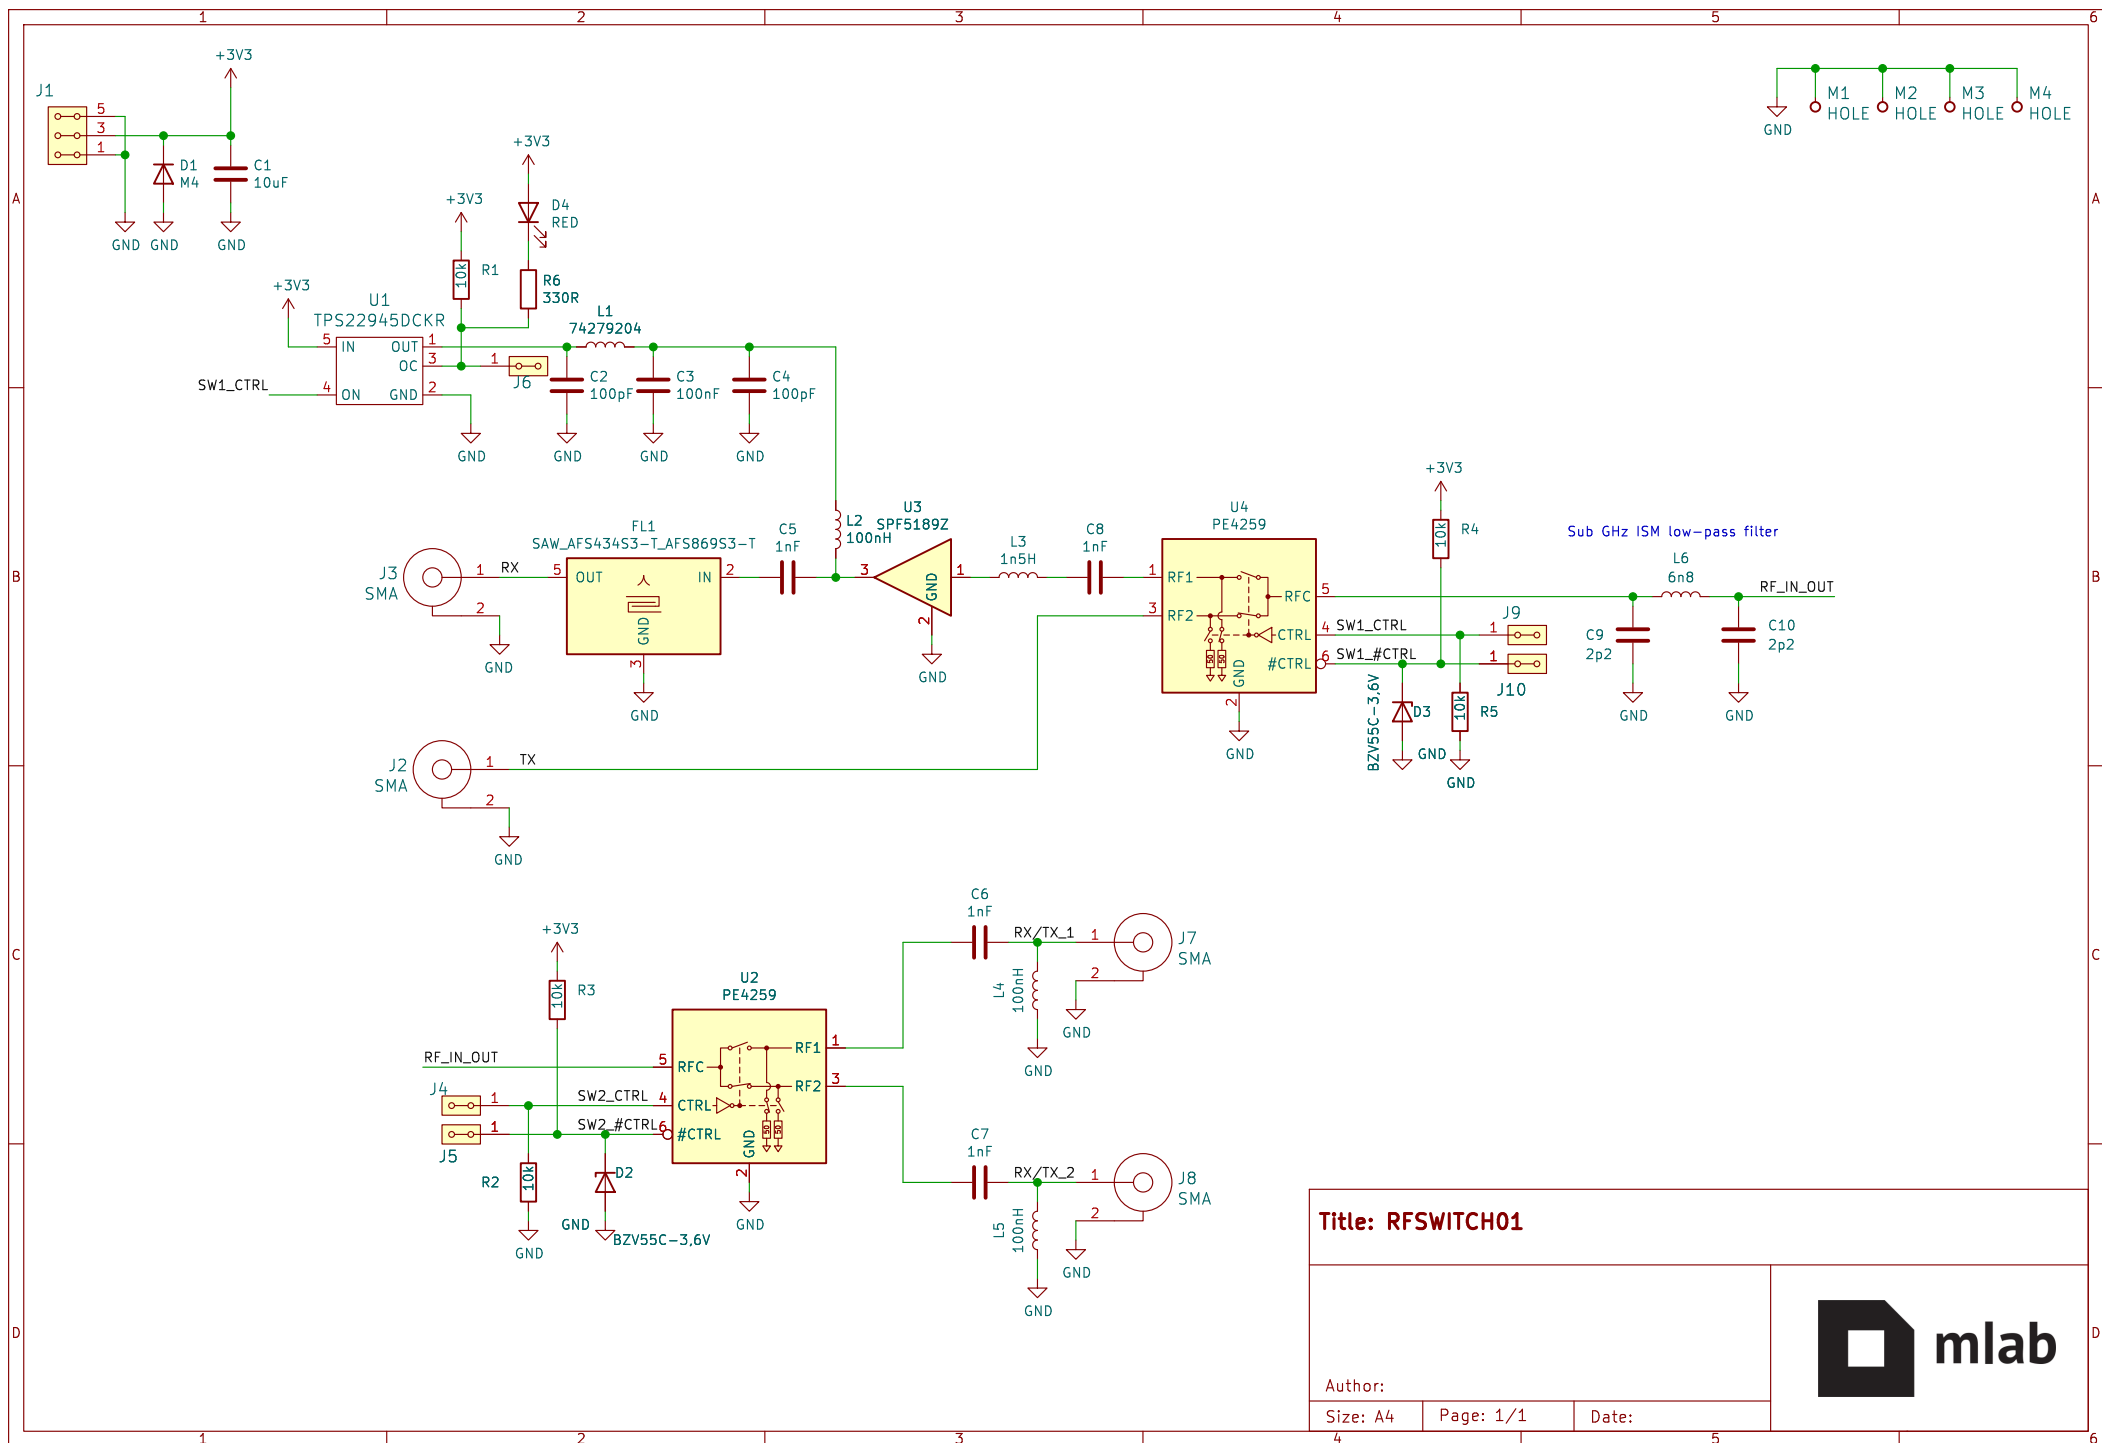 1 2 3 4 5 6
A
B
C
D
A
B
C
D
1 2 3 4 5 6
J1
5
3
1
+3V3
D1
M4
C1
10uF
GND
GND
GND
+3V3
D4
RED
+3V3
10k
R1
R6
330R
+3V3
U1
TPS22945DCKR
5 IN
OUT 1
OC 3
4 ON
GND 2
SW1_CTRL
1
J6
L1
74279204
C2
100pF
C3
100nF
C4
100pF
GND
GND
GND
GND
GND
M1
HOLE
M2
HOLE
M3
HOLE
M4
HOLE
J3
SMA
1
RX
2
GND
FL1
SAW_AFS434S3-T_AFS869S3-T
5 OUT
IN 2
GND
3
GND
C5
1nF
L2
100nH
U3
SPF5189Z
3
GND
1
2
GND
L3
1n5H
C8
1nF
U4
PE4259
1 RF1
3 RF2
RFC 5
CTRL 4
#CTRL 6
50 50
GND
2
GND
SW1_CTRL
SW1_#CTRL
+3V3
10k
R4
J9
1
1
J10
BZV55C-3,6V
D3
GND
10k
R5
GND
Sub GHz ISM low-pass filter
L6
6n8
RF_IN_OUT
C9
2p2
C10
2p2
GND
GND
J2
SMA
1
TX
2
GND
+3V3
10k
R3
RF_IN_OUT
J4
1
SW2_CTRL
1
SW2_#CTRL
J5
R2
10k
GND
D2
GND
BZV55C-3,6V
U2
PE4259
5 RFC
4 CTRL
6 #CTRL
RF1 1
RF2 3
50 50
GND
2
GND
C6
1nF
RX/TX_1
1
2
J7
SMA
L4
100nH
GND
GND
C7
1nF
RX/TX_2
1
2
J8
SMA
L5
100nH
GND
GND
Title: RFSWITCH01
Author:
Size: A4
Page: 1/1
Date:
mlab